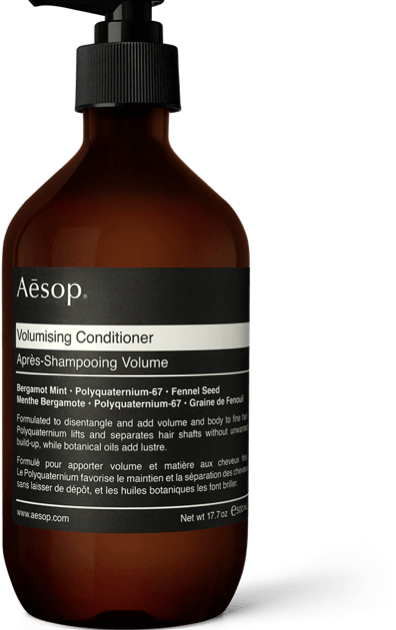 Aēsop®
Volumising Conditioner
Après-Shampooing Volume
Bergamot Mint · Polyquaternium-67 · Fennel Seed
Menthe Bergamote · Polyquaternium-67 · Graine de Fenouil
Formulated to disentangle and add volume and body to fine
Polyquaternium lifts and separates hair shafts without unwanted
build-up, while botanical oils add lustre.
Formulé pour apporter volume et matière aux cheveux
Le Polyquaternium favorise le maintien et la séparation des cheveux
sans laisser de dépôt, et les huiles botaniques les font briller.
www.aesop.com Net wt 17.7 oz ℮500